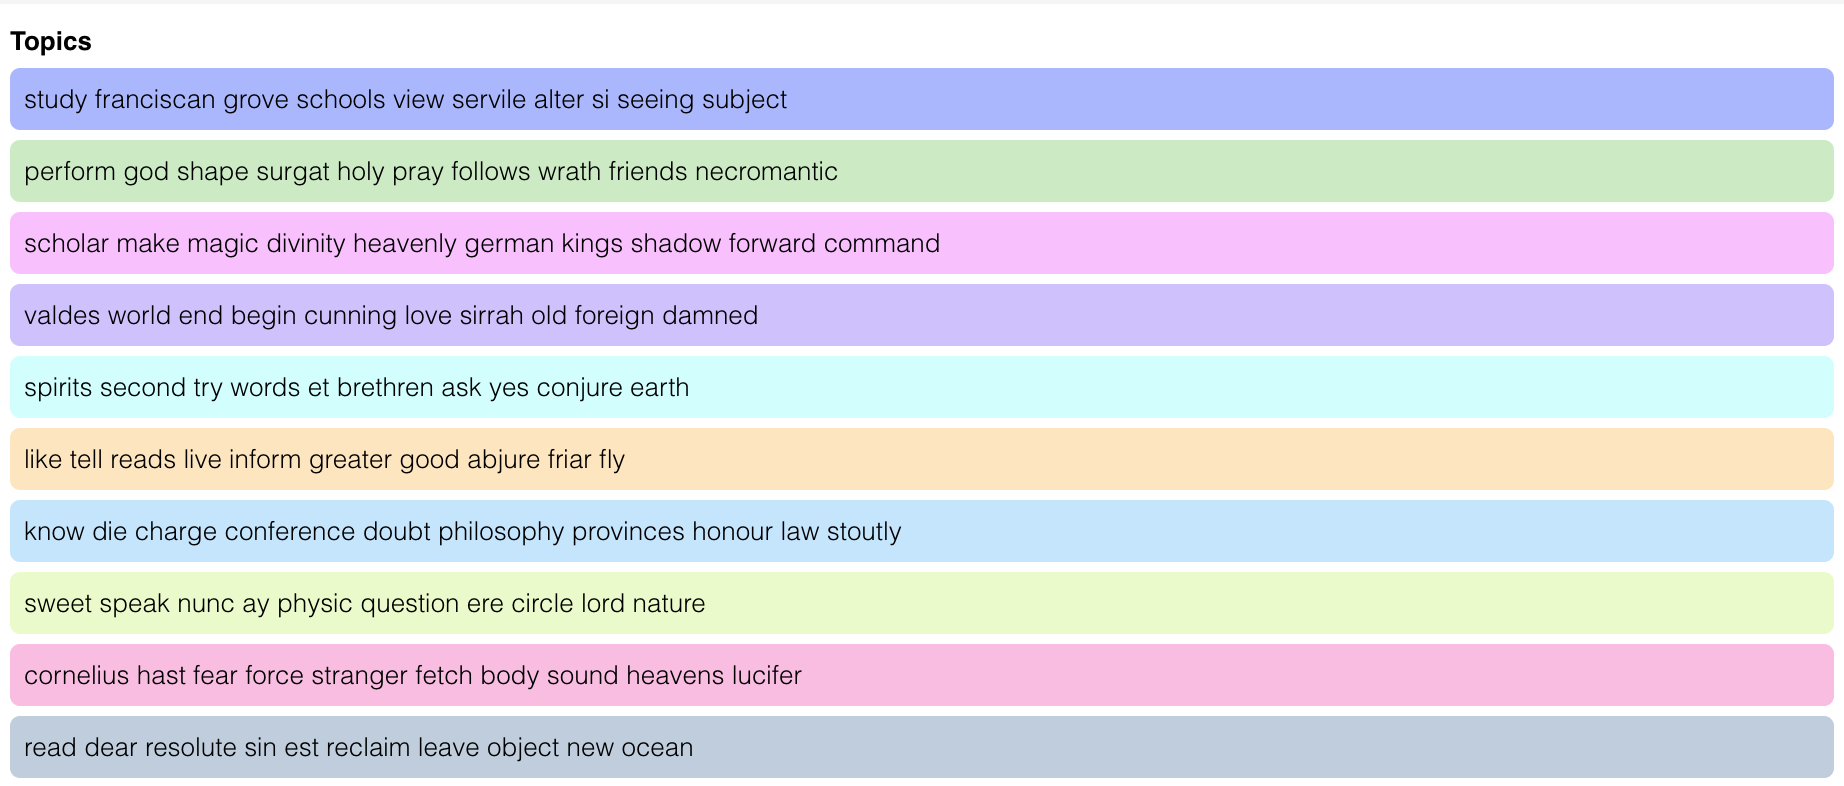 Topics
study franciscan grove schools view servile alter si seeing subject
perform god shape surgat holy pray follows wrath friends necromantic
scholar make magic divinity heavenly german kings shadow forward command
valdes world end begin cunning love sirrah old foreign damned
spirits second try words et brethren ask yes conjure earth
like tell reads live inform greater good abjure friar fly
know die charge conference doubt philosophy provinces honour law stoutly
sweet speak nunc ay physic question ere circle lord nature
cornelius hast fear force stranger fetch body sound heavens lucifer
read dear resolute sin est reclaim leave object new ocean